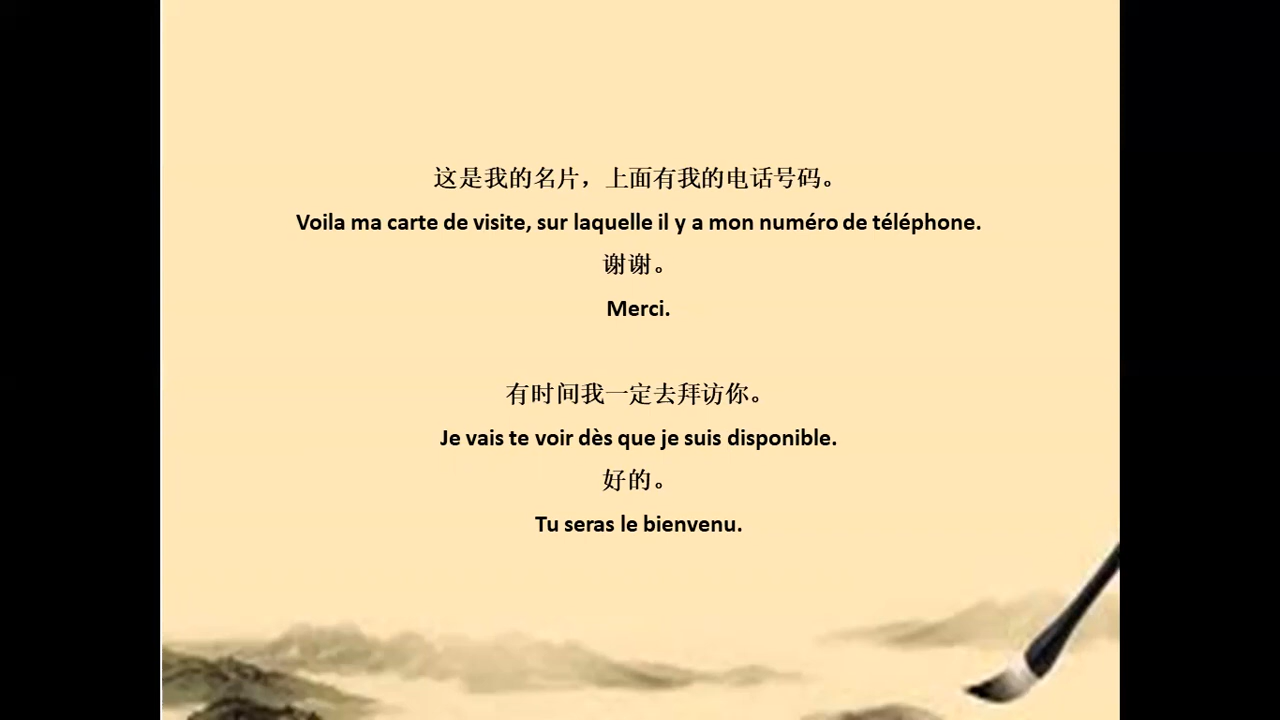 这是我的名片，上面有我的电话号码。
Voila ma carte de visite, sur laquelle il y a mon numéro de téléphone.
谢谢。
Merci.
有时间我一定去拜访你。
Je vais te voir dès que je suis disponible.
好的。
Tu seras le bienvenu.